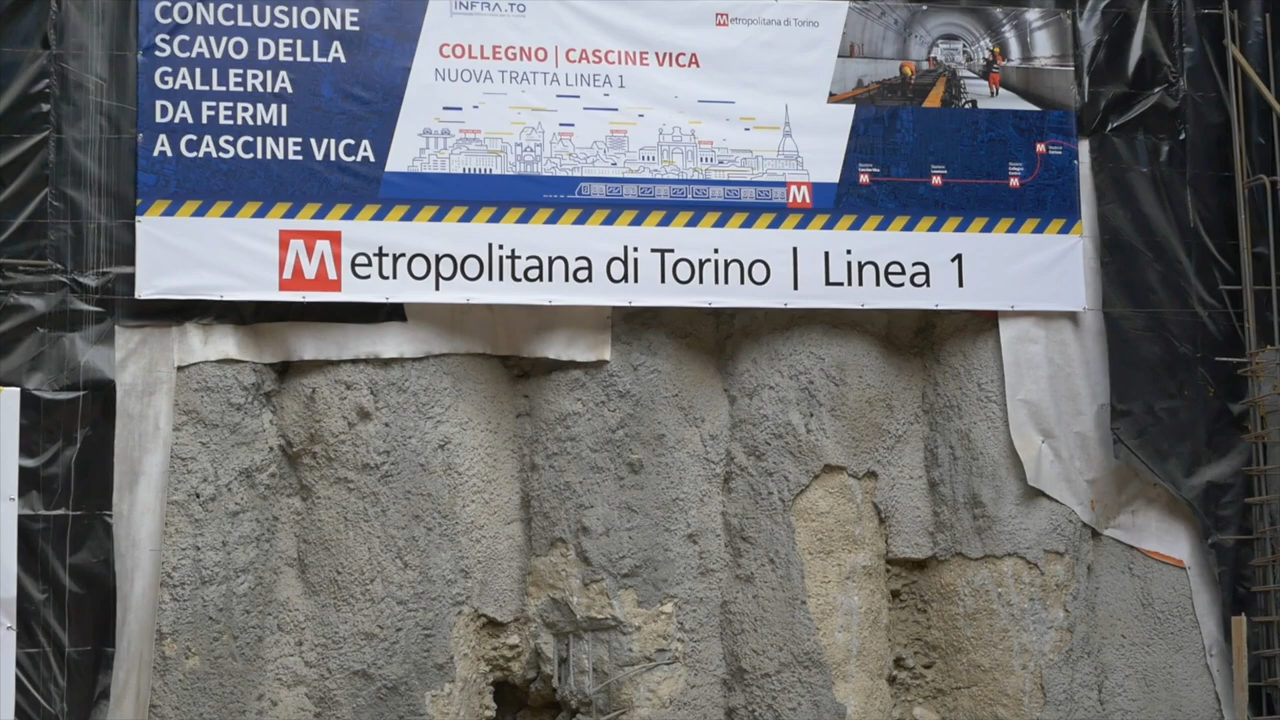 CONCLUSIONE
SCAVO DELLA
GALLERIA
DA FERMI
A CASCINE VICA
INFRA.TO
COLLEGNO | CASCINE VICA
NUOVA TRATTA LINEA 1
Metropolitana di Torino
M
M
M
M
M
Metropolitana di Torino | Linea 1